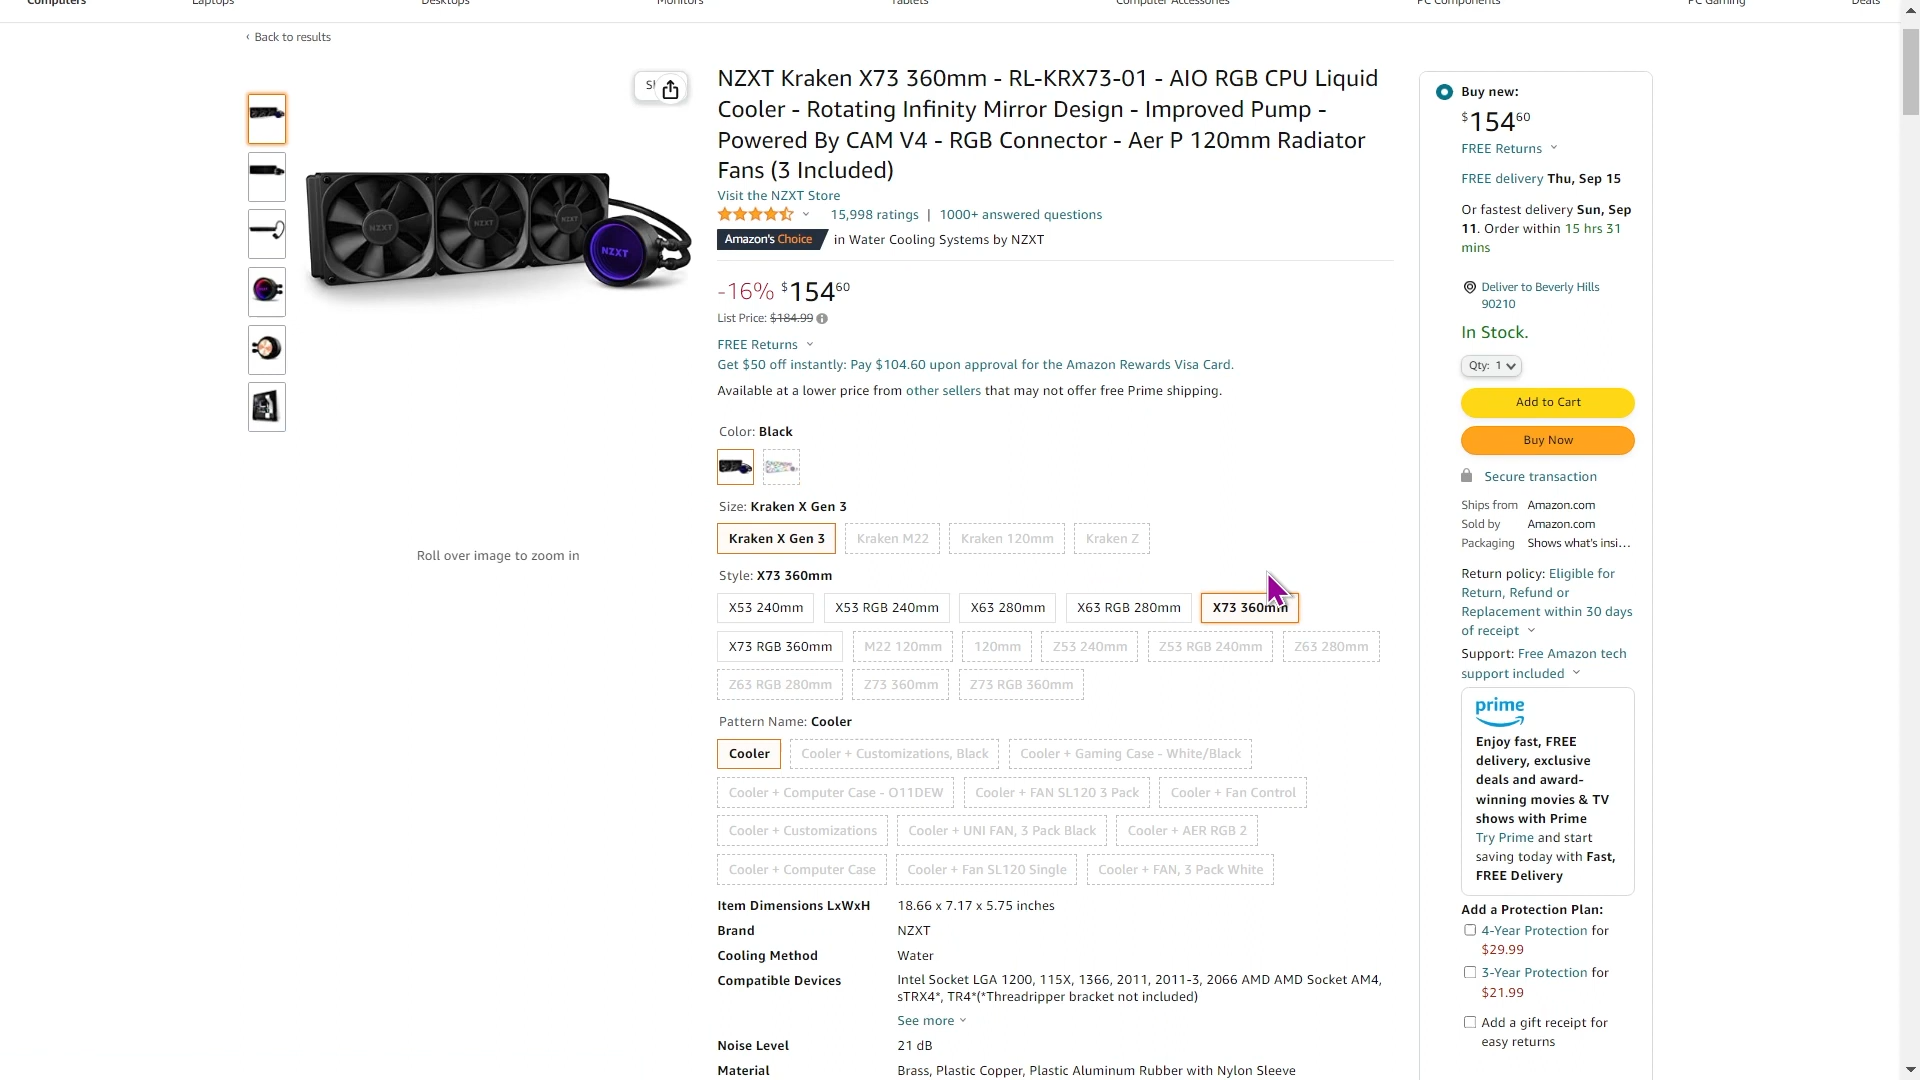 Computers Laptops Desktops Monitors Tablets Computer Accessories PC Components PC Gaming Deals
‹ Back to results
NZXT Kraken X73 360mm - RL-KRX73-01 - AIO RGB CPU Liquid
Cooler - Rotating Infinity Mirror Design - Improved Pump -
Powered By CAM V4 - RGB Connector - Aer P 120mm Radiator
Fans (3 Included)
Visit the NZXT Store
15,998 ratings | 1000+ answered questions
Amazon's Choice in Water Cooling Systems by NZXT
-16% $154 60
List Price: $184.99
FREE Returns
Get $50 off instantly: Pay $104.60 upon approval for the Amazon Rewards Visa Card.
Available at a lower price from other sellers that may not offer free Prime shipping.
NZXT
NZXT
NZXT
NZXT
Roll over image to zoom in
Color: Black
Size: Kraken X Gen 3
Kraken X Gen 3 Kraken M22 Kraken 120mm Kraken Z
Style: X73 360mm
X53 240mm X53 RGB 240mm X63 280mm X63 RGB 280mm X73 360mm
X73 RGB 360mm M22 120mm 120mm Z53 240mm Z53 RGB 240mm Z63 280mm
Z63 RGB 280mm Z73 360mm Z73 RGB 360mm
Pattern Name: Cooler
Cooler Cooler + Customizations, Black Cooler + Gaming Case - White/Black
Cooler + Computer Case - O11DEW Cooler + FAN SL120 3 Pack Cooler + Fan Control
Cooler + Customizations Cooler + UNI FAN, 3 Pack Black Cooler + AER RGB 2
Cooler + Computer Case Cooler + Fan SL120 Single Cooler + FAN, 3 Pack White
Item Dimensions LxWxH 18.66 x 7.17 x 5.75 inches
Brand NZXT
Cooling Method Water
Compatible Devices Intel Socket LGA 1200, 115X, 1366, 2011, 2011-3, 2066 AMD AMD Socket AM4,
sTRX4*, TR4*(*Threadripper bracket not included)
See more
Noise Level 21 dB
Material Brass, Plastic Copper, Plastic Aluminum Rubber with Nylon Sleeve
Buy new:
$154 60
FREE Returns
FREE delivery Thu, Sep 15
Or fastest delivery Sun, Sep
11. Order within 15 hrs 31
mins
Deliver to Beverly Hills
90210
In Stock.
Qty: 1
Add to Cart
Buy Now
Secure transaction
Ships from Amazon.com
Sold by Amazon.com
Packaging Shows what's insi...
Return policy: Eligible for
Return, Refund or
Replacement within 30 days
of receipt
Support: Free Amazon tech
support included
prime
Enjoy fast, FREE
delivery, exclusive
deals and award-
winning movies & TV
shows with Prime
Try Prime and start
saving today with Fast,
FREE Delivery
Add a Protection Plan:
4-Year Protection for
$29.99
3-Year Protection for
$21.99
Add a gift receipt for
easy returns